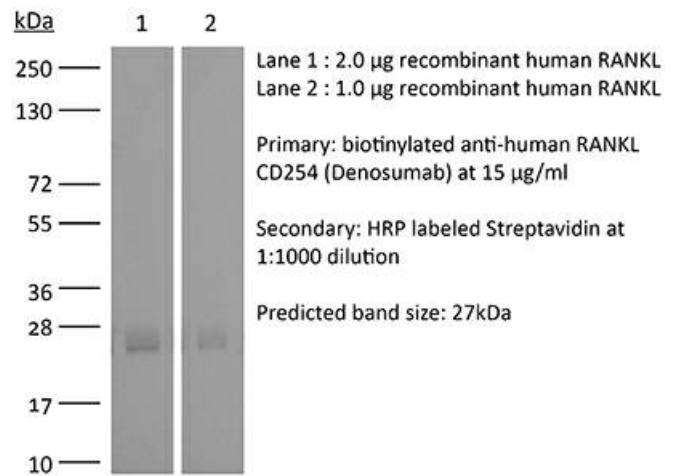 kDa
1 2
250
130
72
55
36
28
17
10
Lane 1 : 2.0 µg recombinant human RANKL
Lane 2 : 1.0 µg recombinant human RANKL
Primary: biotinylated anti-human RANKL
CD254 (Denosumab) at 15 µg/ml
Secondary: HRP labeled Streptavidin at
1:1000 dilution
Predicted band size: 27kDa